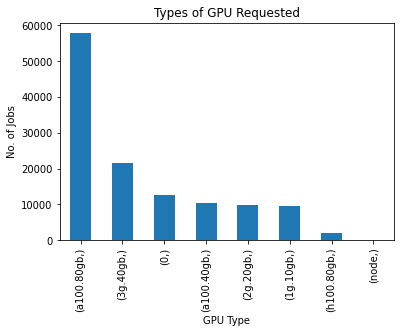 Types of GPU Requested
No. of Jobs
60000
50000
40000
30000
20000
10000
0
(a100.80gb,)
(3g.40gb,)
(0,)
(a100.40gb,)
(2g.20gb,)
(1g.10gb,)
(h100.80gb,)
(node,)
GPU Type